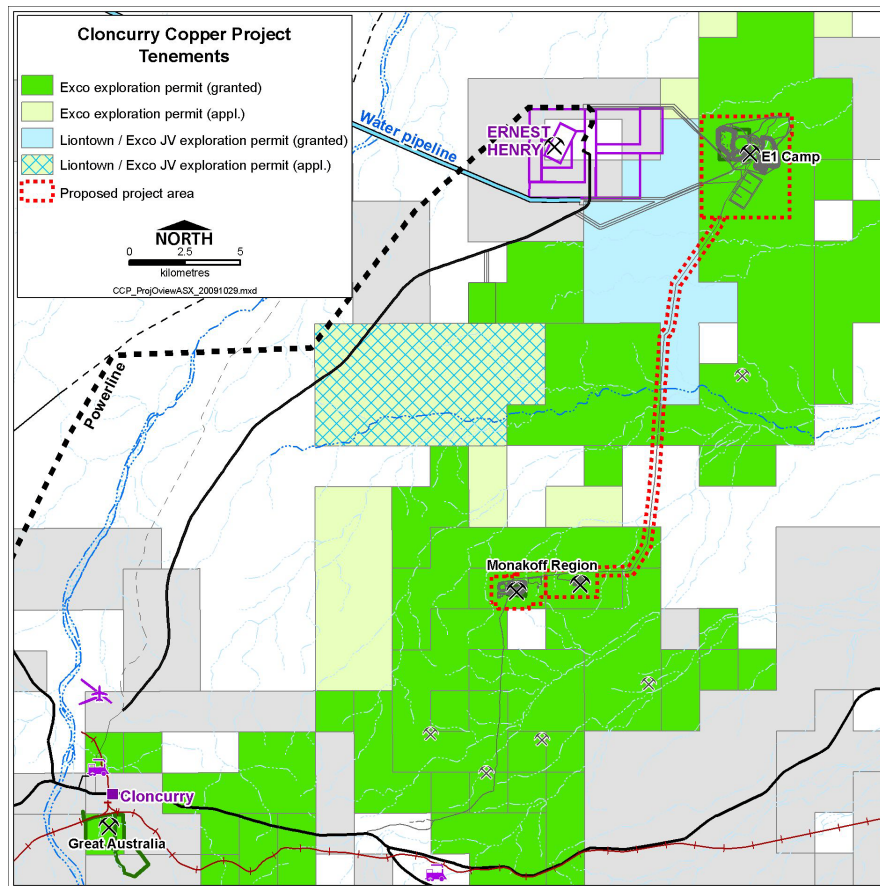 Cloncurry Copper Project
Tenements
Exco exploration permit (granted)
Exco exploration permit (appl.)
Liontown / Exco JV exploration permit (granted)
Liontown / Exco JV exploration permit (appl.)
Proposed project area
NORTH
0 2.5 5
kilometres
CCP_ProjOviewASX_20091029.mxd
Water pipeline
ERNEST
HENRY
E1 Camp
Powerline
Monakoff Region
Cloncurry
Great Australia